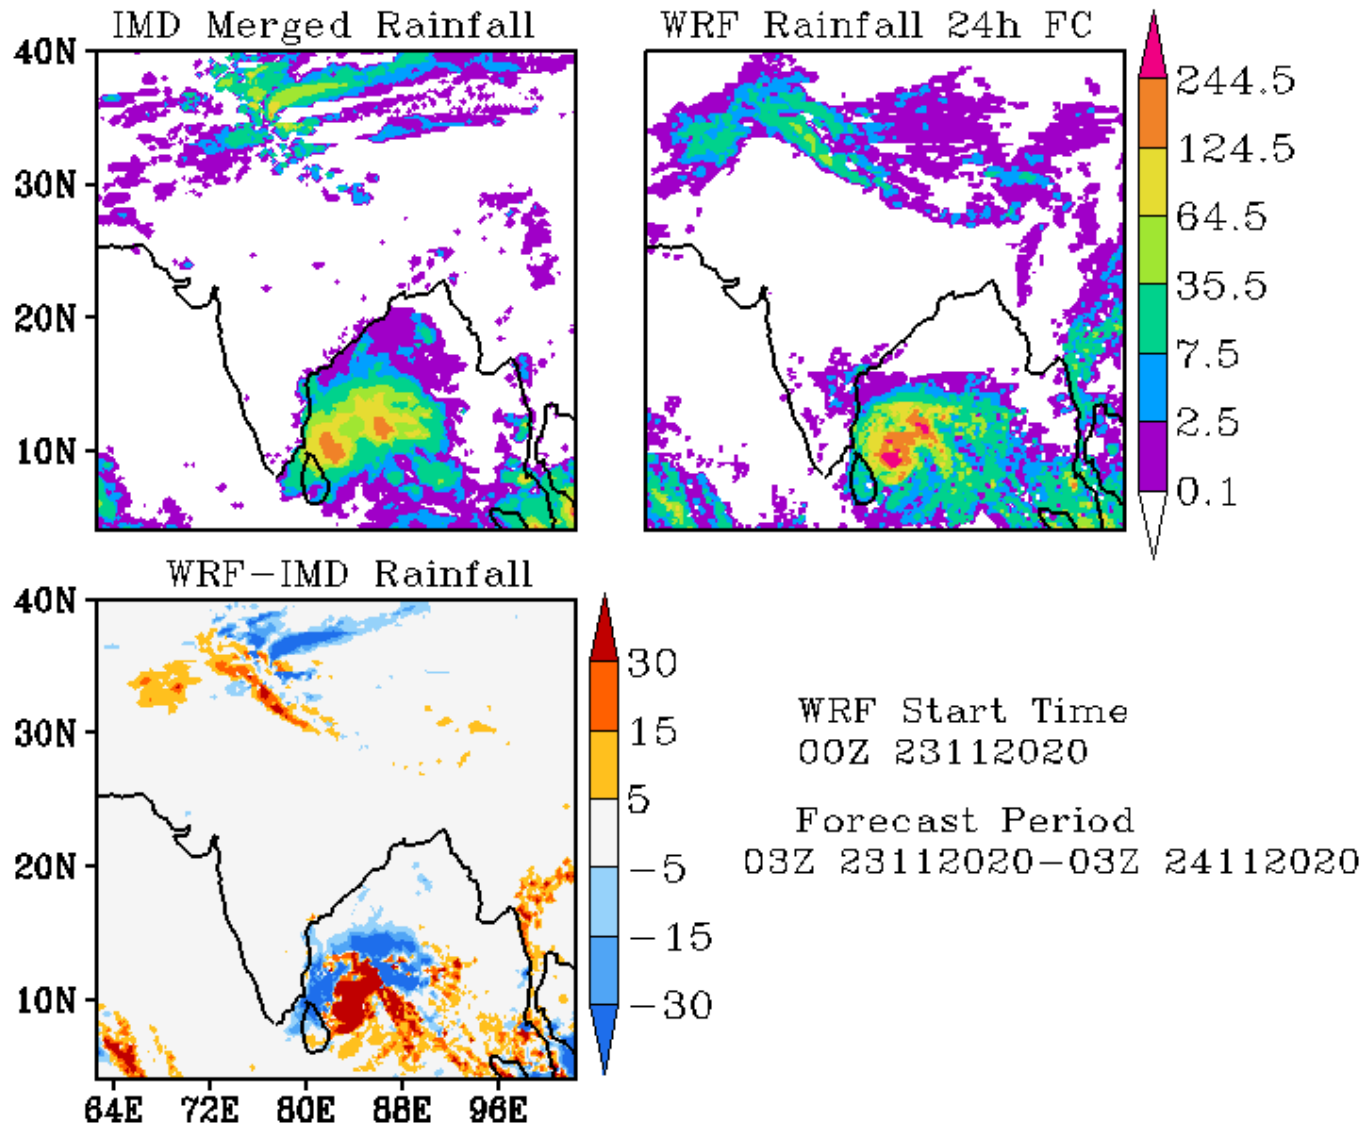 IMD Merged Rainfall
WRF Rainfall 24h FC
40N
30N
20N
10N
244.5
124.5
64.5
35.5
7.5
2.5
0.1
WRF-IMD Rainfall
40N
30N
20N
10N
64E 72E 80E 88E 96E
30
15
5
-5
-15
-30
WRF Start Time
00Z 23112020
Forecast Period
03Z 23112020-03Z 24112020